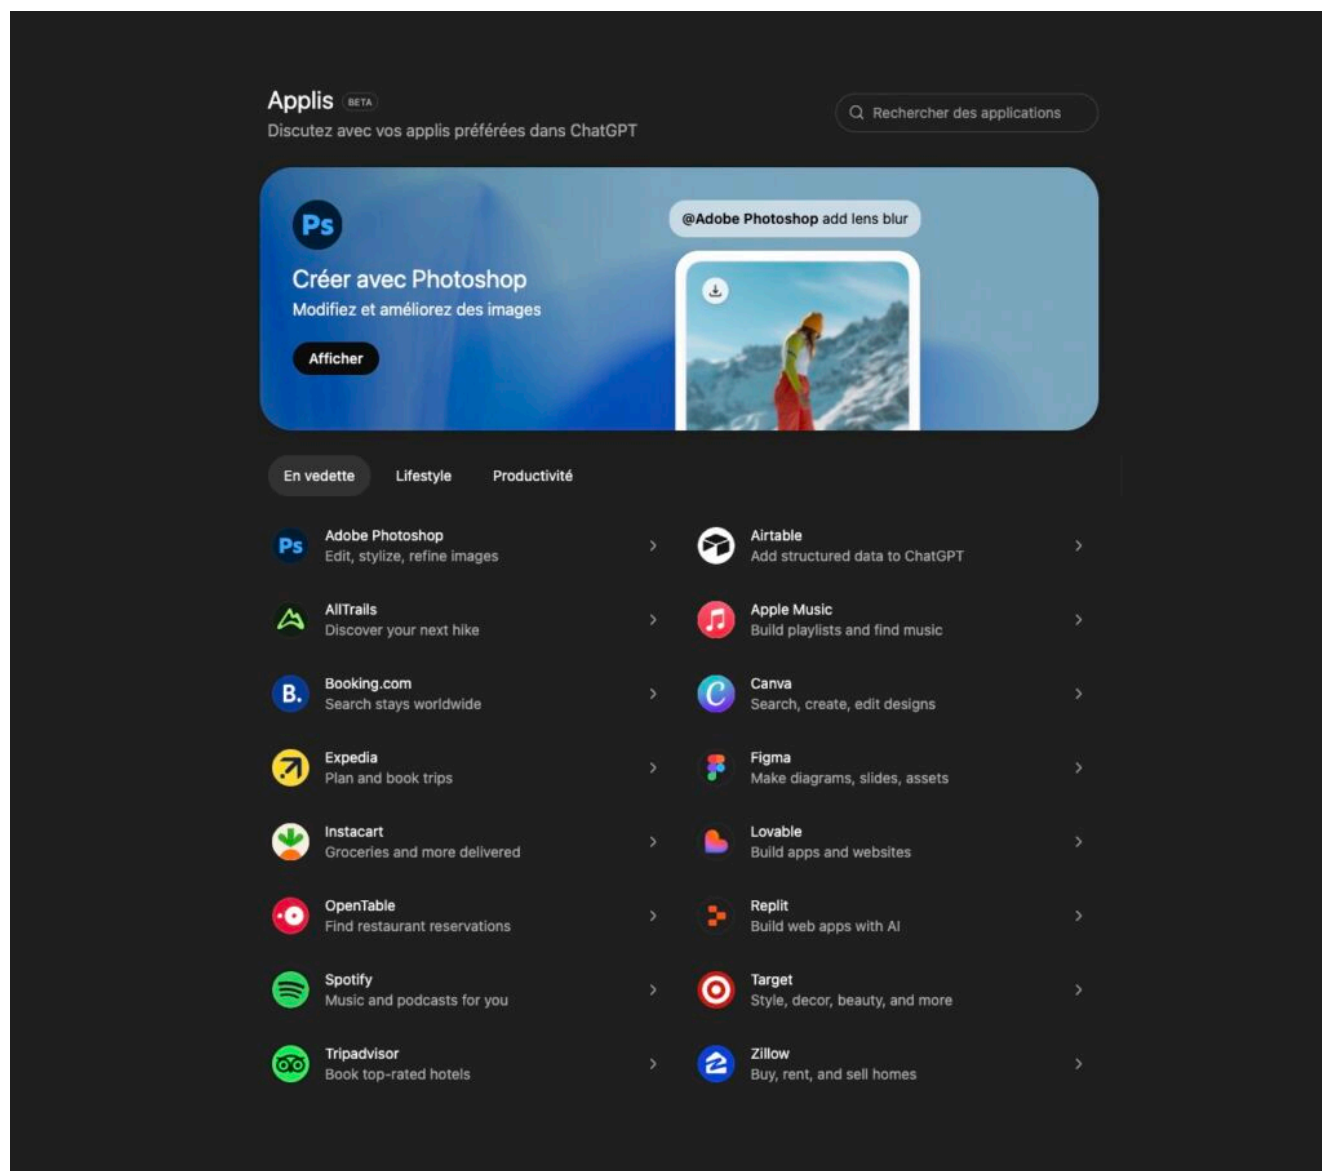 Applis BETA
Discutez avec vos applis préférées dans ChatGPT
Rechercher des applications
Ps
Créer avec Photoshop
Modifiez et améliorez des images
Afficher
@Adobe Photoshop add lens blur
En vedette
Lifestyle
Productivité
Ps
Adobe Photoshop
Edit, stylize, refine images
Airtable
Add structured data to ChatGPT
AllTrails
Discover your next hike
Apple Music
Build playlists and find music
B.
Booking.com
Search stays worldwide
C
Canva
Search, create, edit designs
Expedia
Plan and book trips
Figma
Make diagrams, slides, assets
Instacart
Groceries and more delivered
Lovable
Build apps and websites
OpenTable
Find restaurant reservations
Replit
Build web apps with AI
Spotify
Music and podcasts for you
Target
Style, decor, beauty, and more
Tripadvisor
Book top-rated hotels
Zillow
Buy, rent, and sell homes